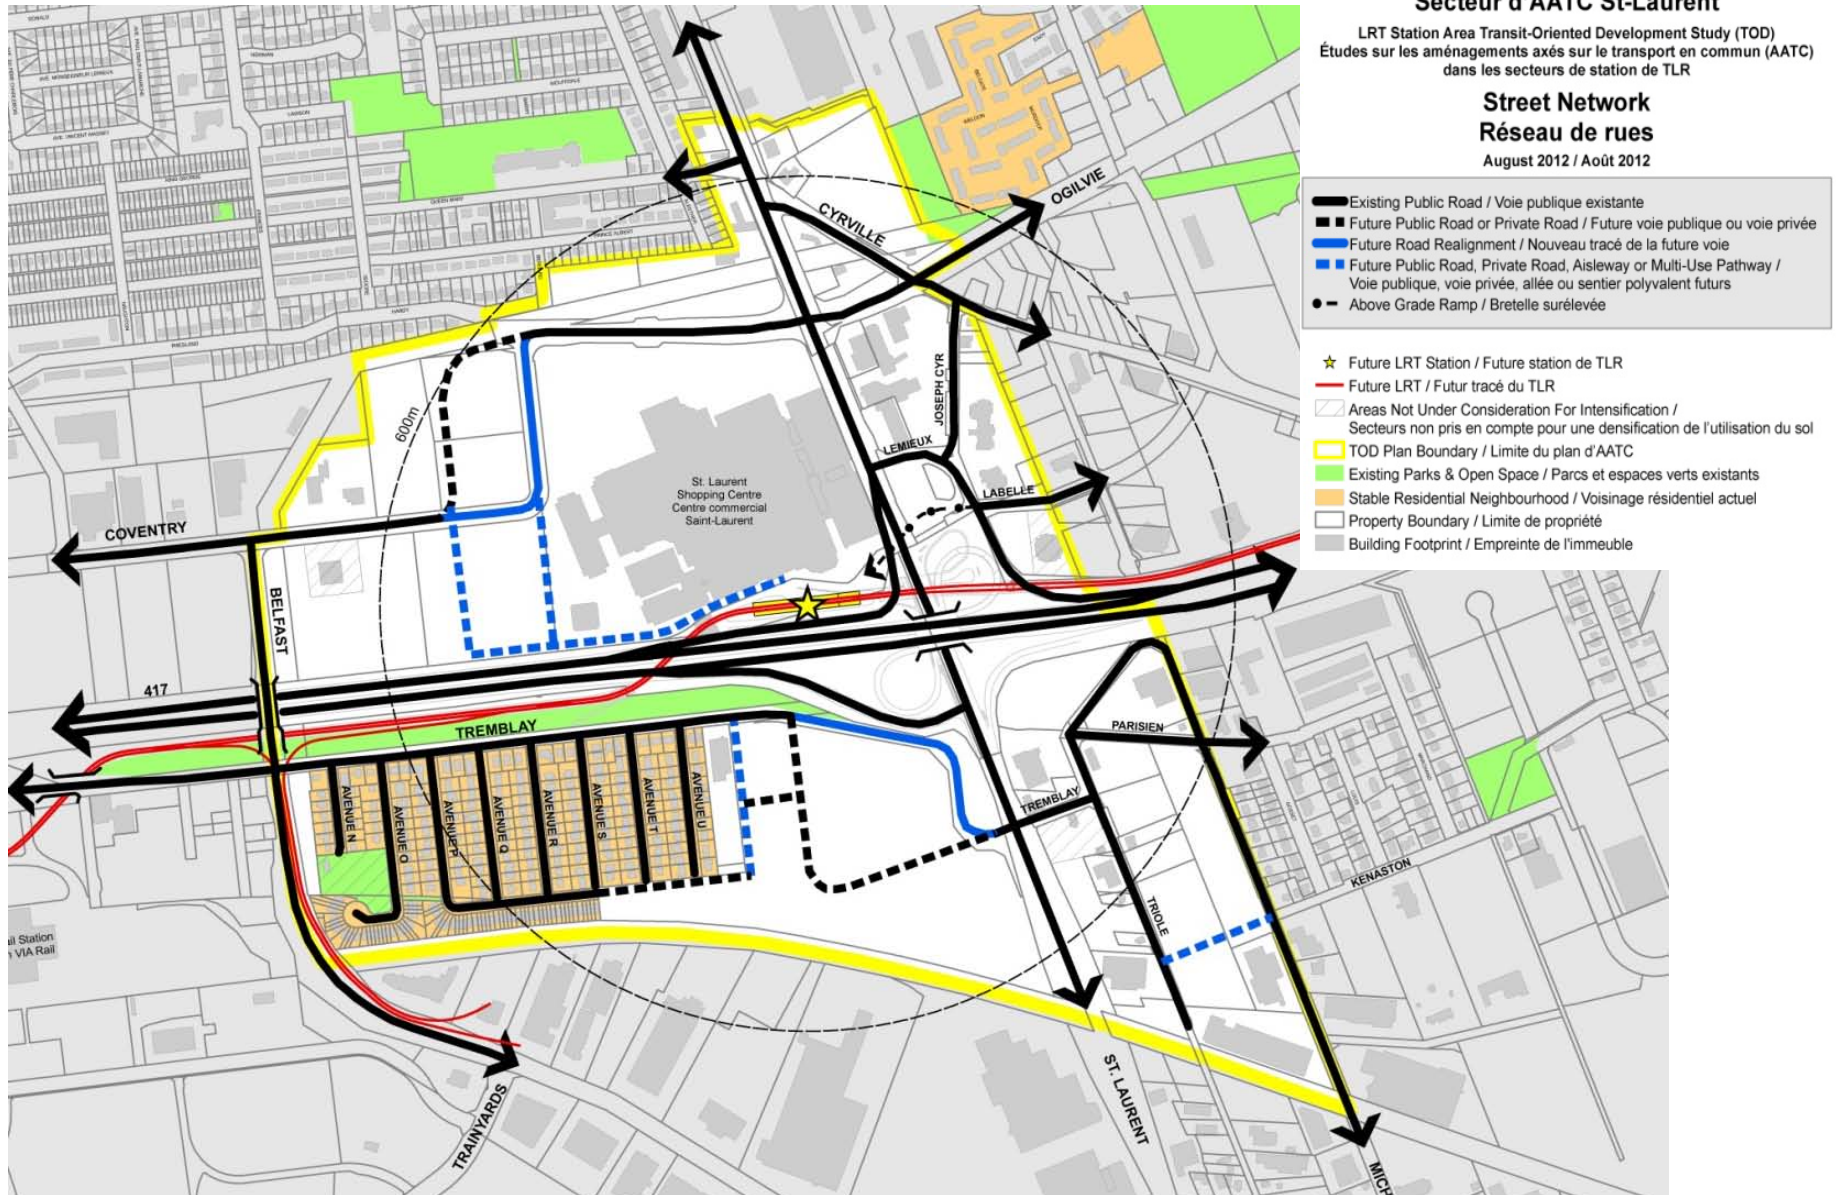 Secteur d'AATC St-Laurent
LRT Station Area Transit-Oriented Development Study (TOD)
Études sur les aménagements axés sur le transport en commun (AATC)
dans les secteurs de station de TLR
Street Network
Réseau de rues
August 2012 / Août 2012
Existing Public Road / Voie publique existante
Future Public Road or Private Road / Future voie publique ou voie privée
Future Road Realignment / Nouveau tracé de la future voie
Future Public Road, Private Road, Aisleway or Multi-Use Pathway /
Voie publique, voie privée, allée ou sentier polyvalent futurs
Above Grade Ramp / Bretelle surélevée
Future LRT Station / Future station de TLR
Future LRT / Futur tracé du TLR
Areas Not Under Consideration For Intensification /
Secteurs non pris en compte pour une densification de l'utilisation du sol
TOD Plan Boundary / Limite du plan d'AATC
Existing Parks & Open Space / Parcs et espaces verts existants
Stable Residential Neighbourhood / Voisinage résidentiel actuel
Property Boundary / Limite de propriété
Building Footprint / Empreinte de l'immeuble
OGILVIE
CYRVILLE
JOSEPH CYR
LEMIEUX
LABELLE
600m
St. Laurent
Shopping Centre
Centre commercial
Saint-Laurent
COVENTRY
BELFAST
417
TREMBLAY
PARISIEN
TREMBLAY
AVENUE N
AVENUE O
AVENUE P
AVENUE Q
AVENUE R
AVENUE S
AVENUE T
AVENUE U
TRIOLE
KENASTON
Station
VIA Rail
TRAINYARDS
ST. LAURENT
MICH